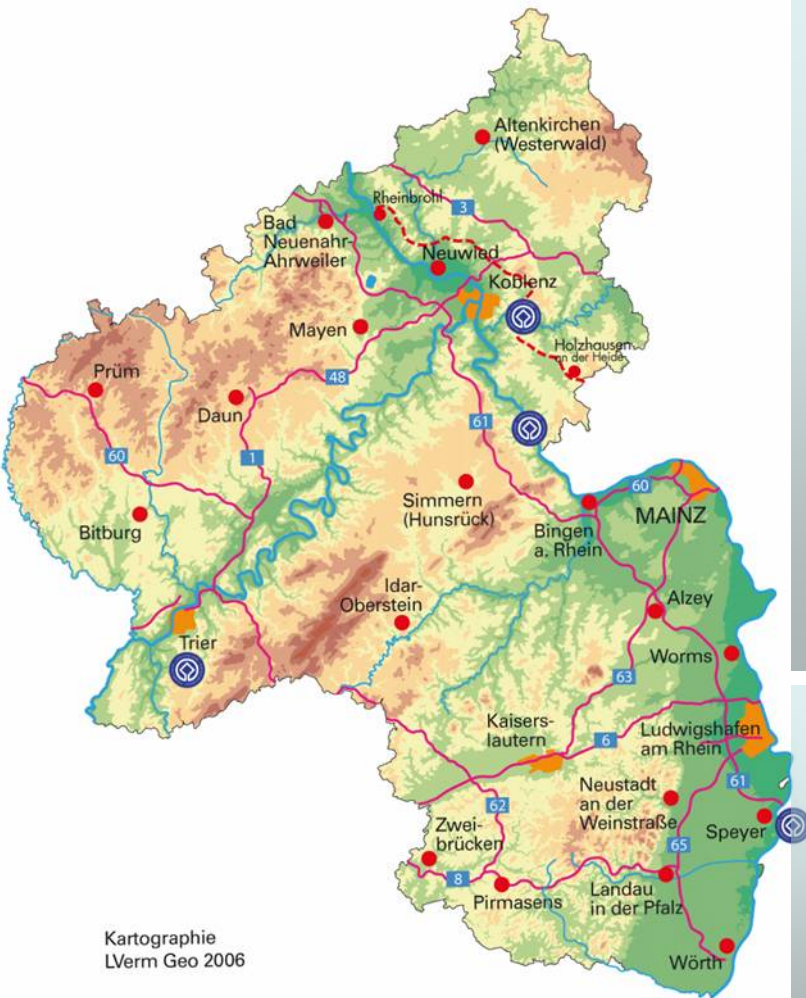 Altenkirchen
(Westerwald)
Rheinbrohl
3
Bad
Neuenahr-
Ahrweiler
Neuwied
Koblenz
Mayen
Holzhausen
an der Heide
Prüm
48
Daun
61
60
1
Simmern
(Hunsrück)
60
MAINZ
Bitburg
Bingen
a. Rhein
Idar-
Oberstein
Alzey
Trier
Worms
63
Kaisers-
lautern
6
Ludwigshafen
am Rhein
61
Neustadt
an der
Weinstraße
62
Zwei-
brücken
Speyer
65
8
Pirmasens
Landau
in der Pfalz
Kartographie
LVerm Geo 2006
Wörth